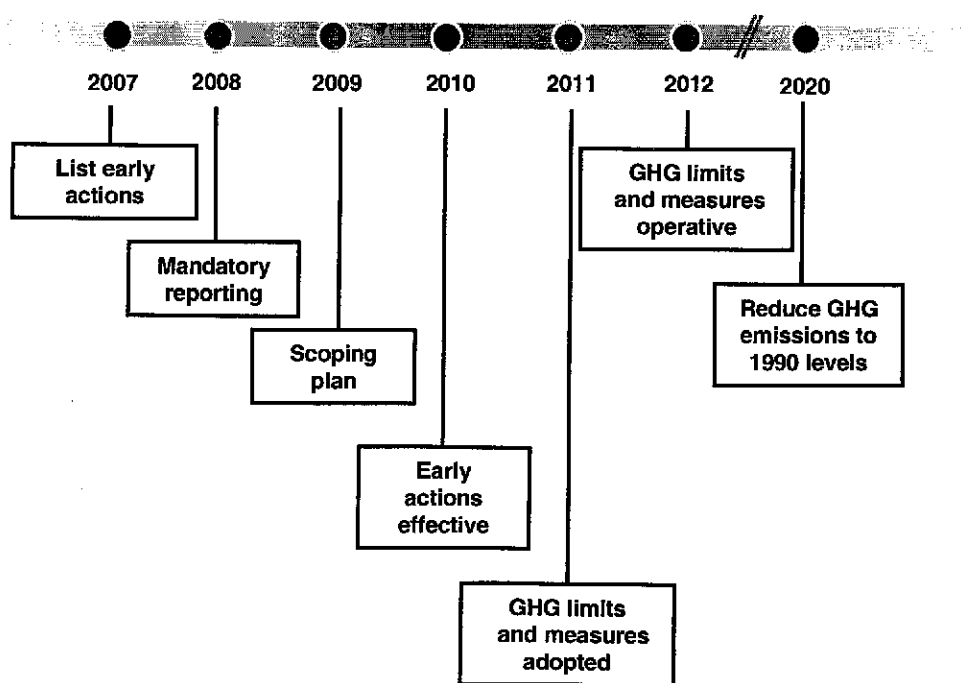 2007
2008
2009
2010
2011
2012
2020
List early
actions
Mandatory
reporting
Scoping
plan
Early
actions
effective
GHG limits
and measures
adopted
GHG limits
and measures
operative
Reduce GHG
emissions to
1990 levels